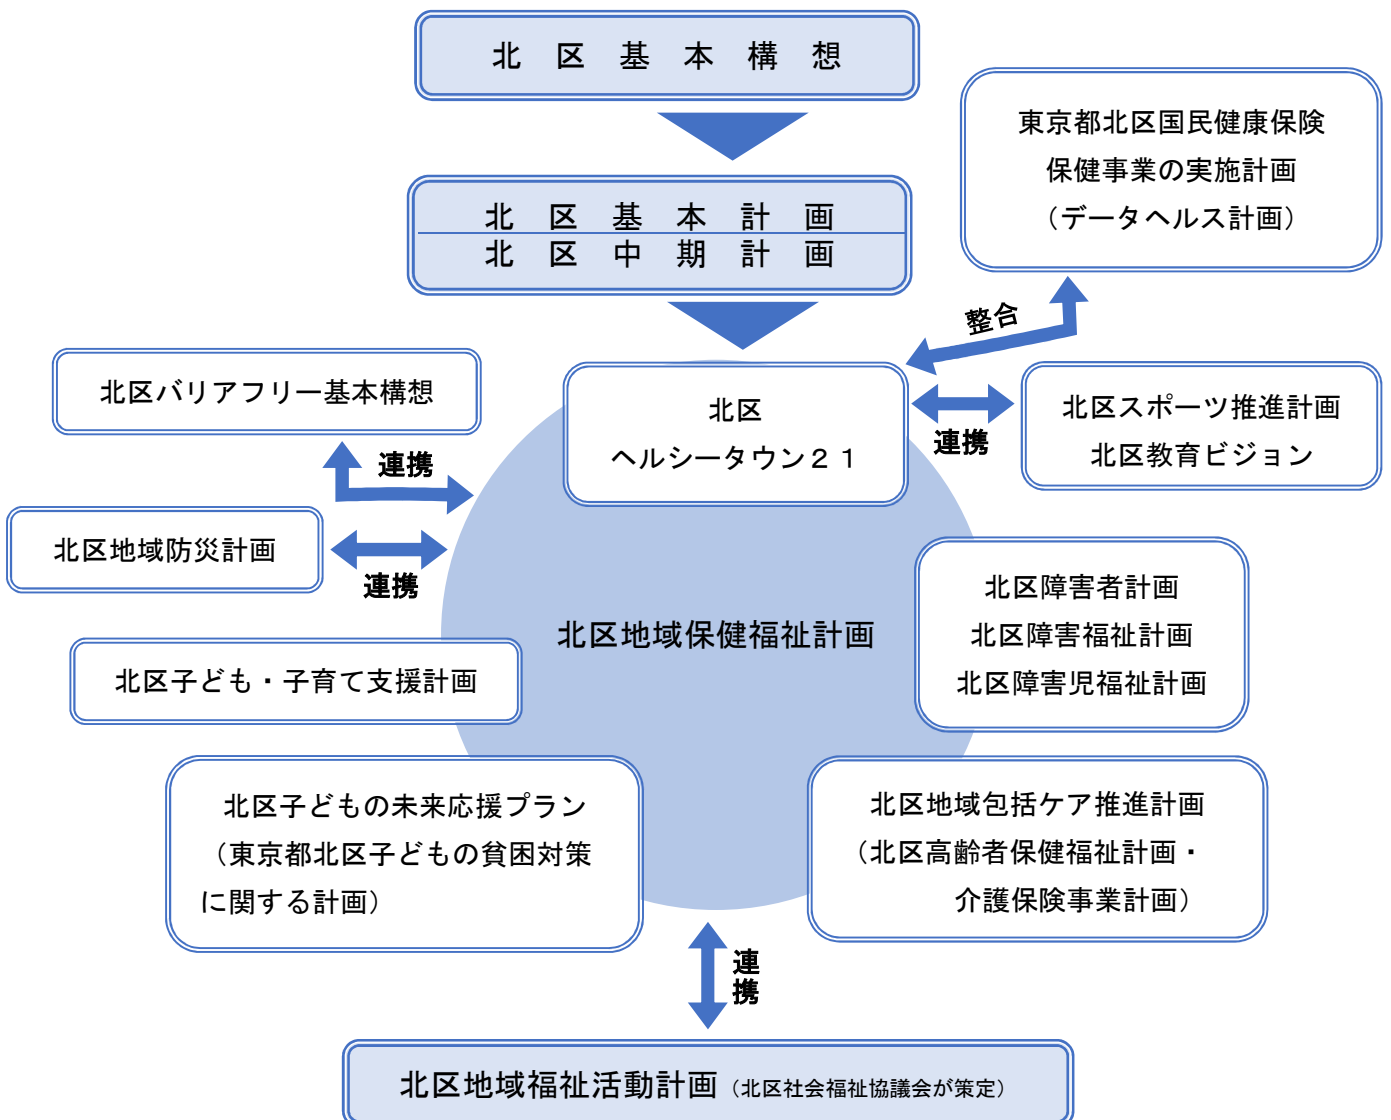 北区基本構想
北区基本計画
北区中期計画
東京都北区国民健康保険
保健事業の実施計画
（データヘルス計画）
整合
北区
ヘルシータウン２１
連携
北区スポーツ推進計画
北区教育ビジョン
北区バリアフリー基本構想
連携
北区地域防災計画
連携
北区地域保健福祉計画
北区障害者計画
北区障害福祉計画
北区障害児福祉計画
北区子ども・子育て支援計画
北区子どもの未来応援プラン
（東京都北区子どもの貧困対策
に関する計画）
北区地域包括ケア推進計画
（北区高齢者保健福祉計画・
介護保険事業計画）
連携
北区地域福祉活動計画（北区社会福祉協議会が策定）